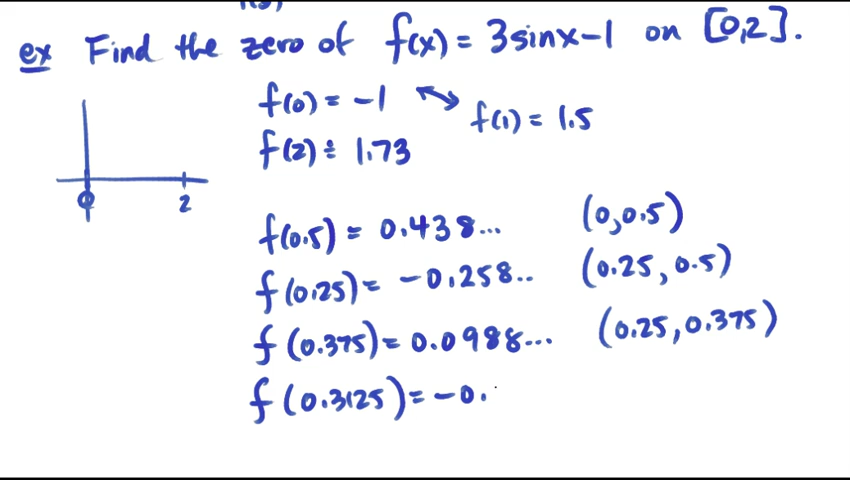 ex Find the zero of f(x) = 3sinx-1 on [0,2].
f(0) = -1
f(1) = 1.5
f(2) ≑ 1.73
0 2
f(0.5) = 0.438... (0,0.5)
f(0.25) = -0.258.. (0.25,0.5)
f(0.375) = 0.0988... (0.25,0.375)
f(0.3125) = -0.